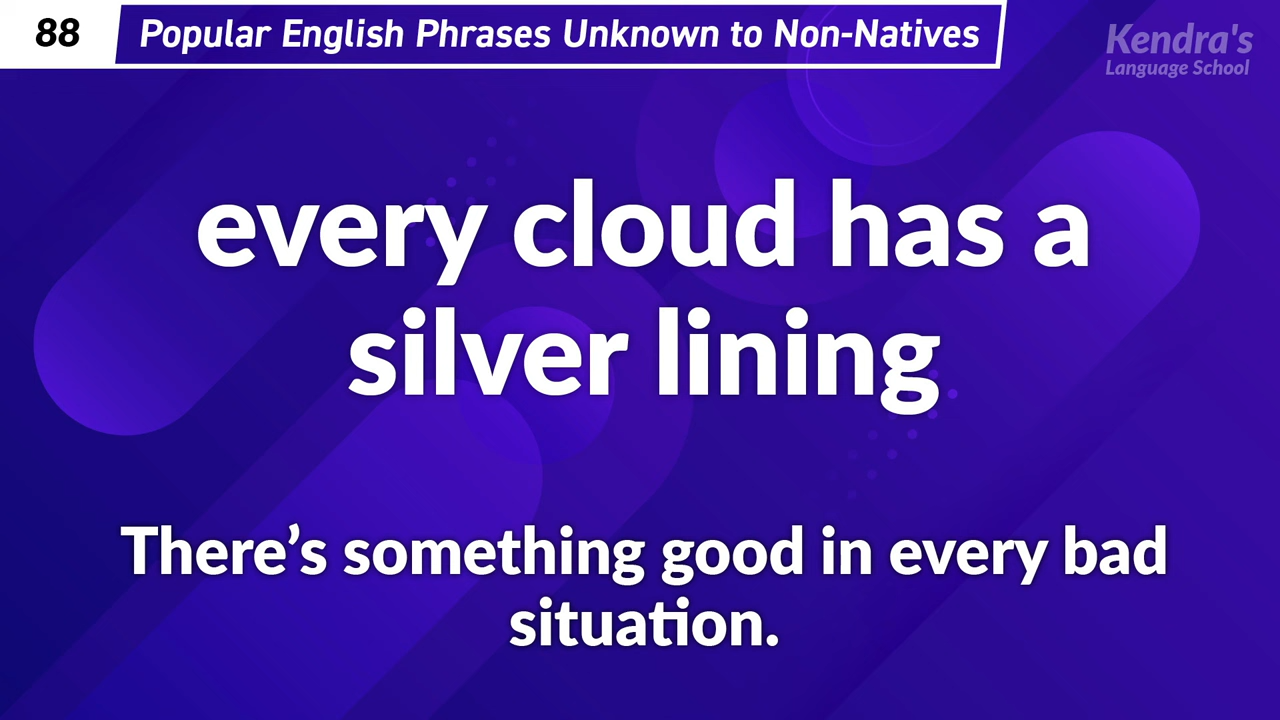 88
Popular English Phrases Unknown to Non-Natives
Kendra's
Language School
every cloud has a
silver lining
There’s something good in every bad
situation.